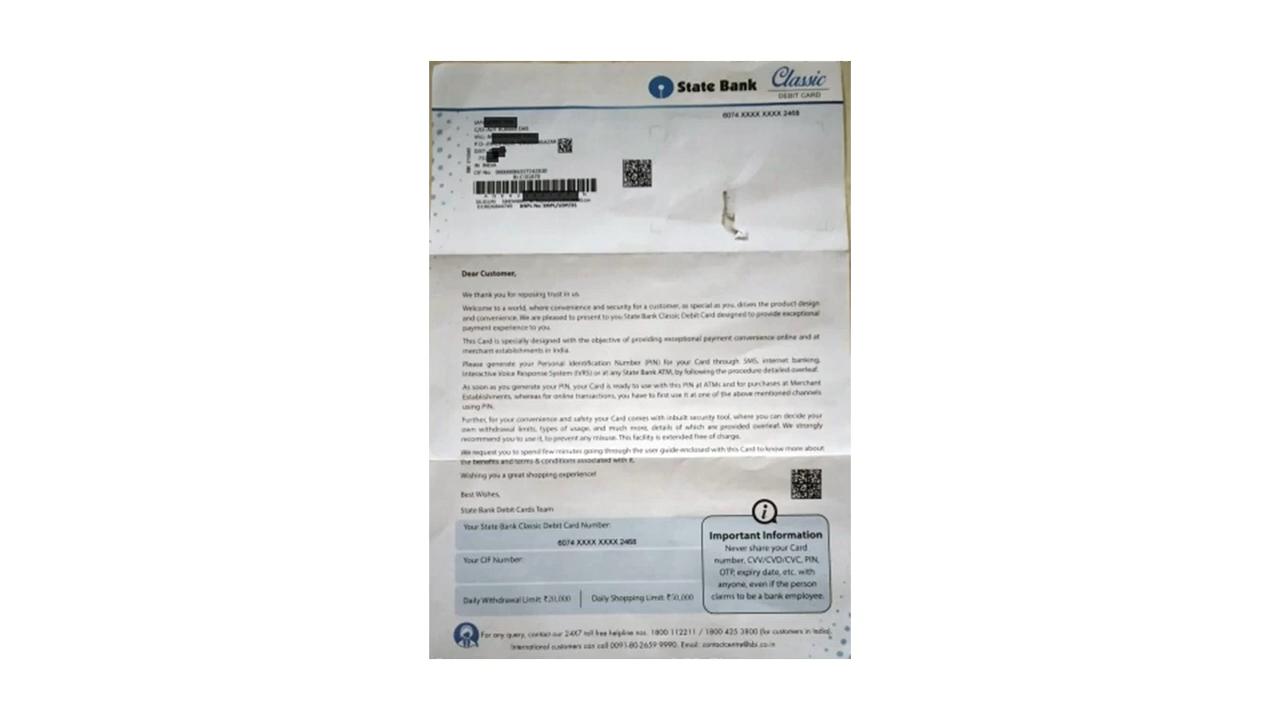 State Bank
Classic
DEBIT CARD
6074 XXXX XXXX 2468
IN INDIA
CIF No
Dear Customer,
We thank you for reposing trust in us.
Welcome to a world, where convenience and security for a customer, as special as you, drives the product design
and convenience. We are pleased to present to you State Bank Classic Debit Card designed to provide exceptional
payment experience to you.
This Card is specially designed with the objective of providing exceptional payment convenience online and at
merchant establishments in India.
Please generate your Personal Identification Number (PIN) for your Card through SMS, internet banking,
Interactive Voice Response System (IVRS) or at any State Bank ATM, by following the procedure detailed overleaf.
As soon as you generate your PIN, your Card is ready to use with this PIN at ATMs and for purchases at Merchant
Establishments, whereas for online transactions, you have to first use it at one of the above mentioned channels
using PIN.
Further, for your convenience and safety your Card comes with inbuilt security tool, where you can decide your
own withdrawal limits, types of usage, and much more, details of which are provided overleaf. We strongly
recommend you to use it, to prevent any misuse. This facility is extended free of charge.
We request you to spend few minutes going through the user guide enclosed with this Card to know more about
the benefits and terms & conditions associated with it.
Wishing you a great shopping experience!
Best Wishes,
State Bank Debit Cards Team
Your State Bank Classic Debit Card Number:
6074 XXXX XXXX 2468
Your CIF Number:
Daily Withdrawal Limit: ₹20,000
Daily Shopping Limit: ₹50,000
i
Important Information
Never share your Card
number, CVV/CVD/CVC, PIN,
OTP, expiry date, etc. with
anyone, even if the person
claims to be a bank employee.
For any query, contact our 24X7 toll free helpline nos. 1800 112211 / 1800 425 3800 (for customers in India).
International customers can call 0091-80-2659 9990. Email: contactcentre@sbi.co.in